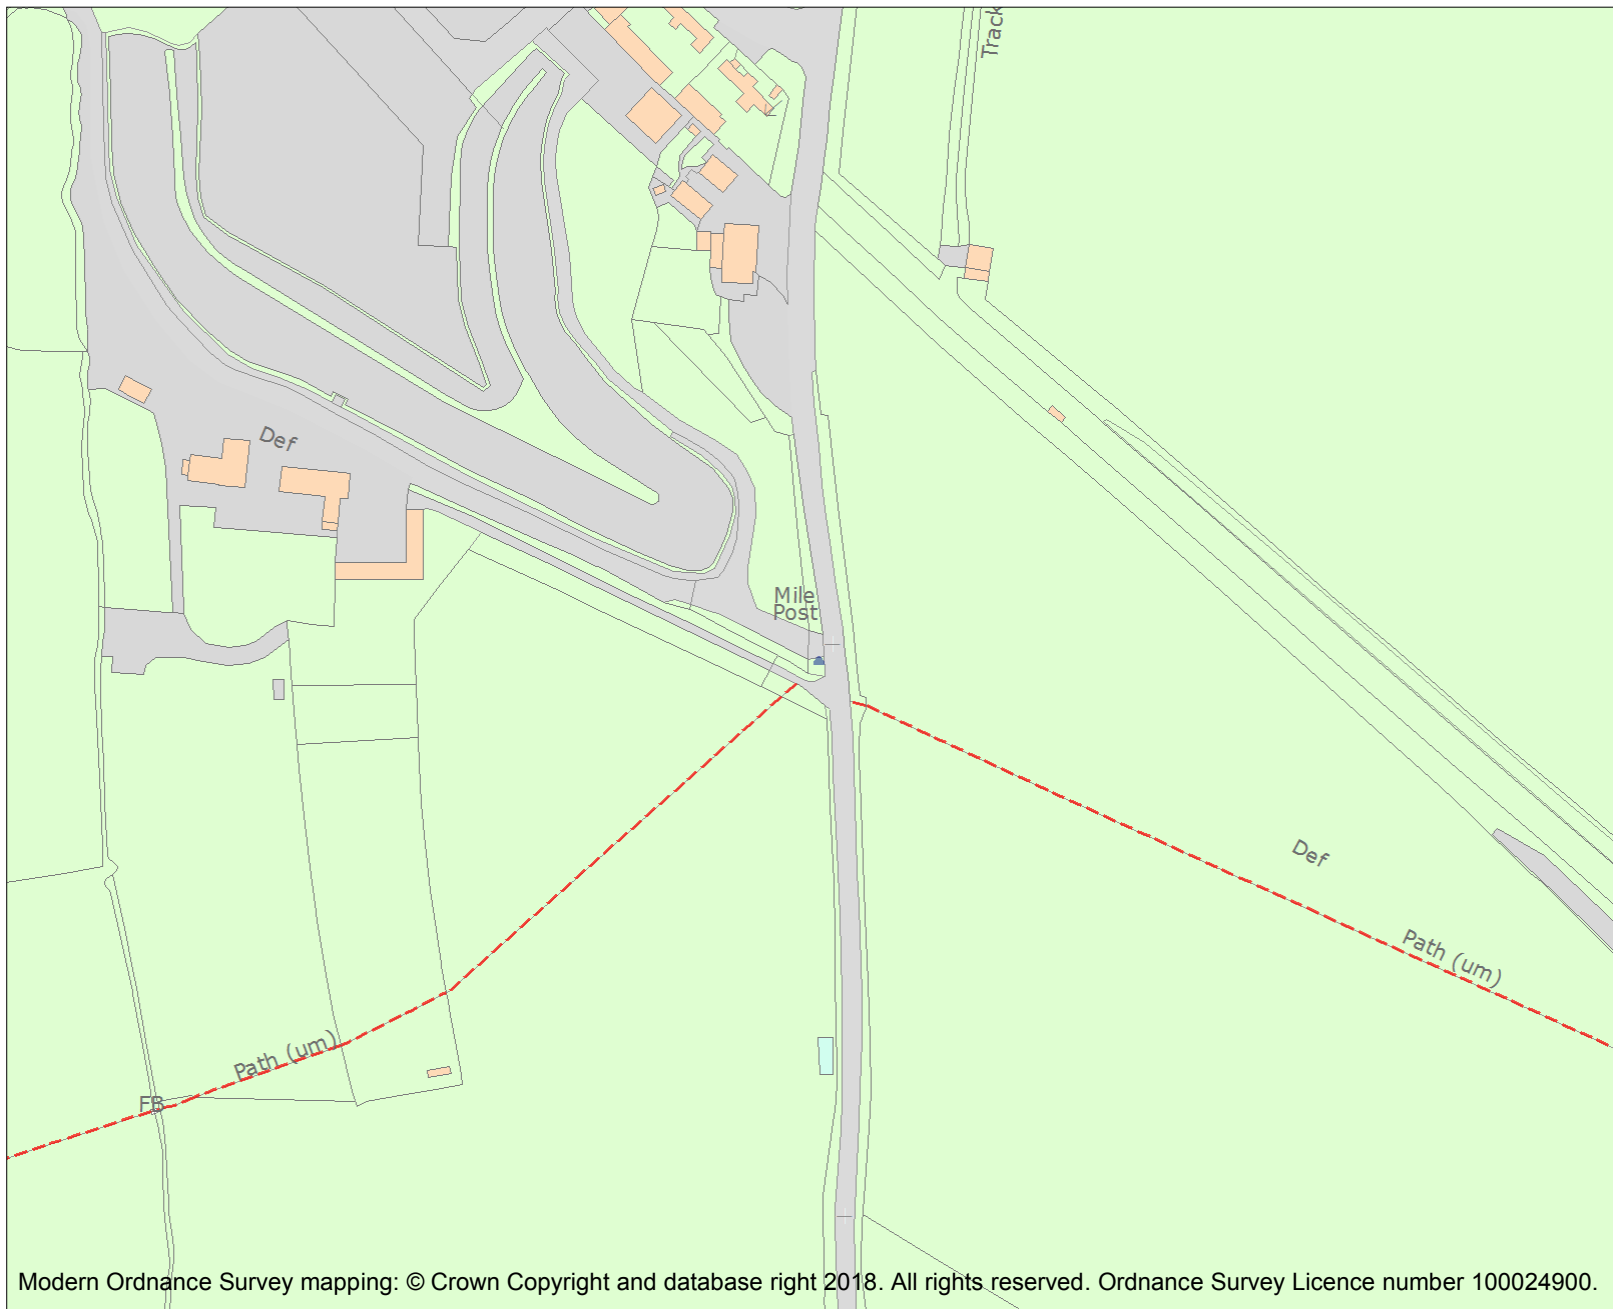 Track
Def
Mile
Post
Def
Path (um)
Path (um)
FB
Modern Ordnance Survey mapping: © Crown Copyright and database right 2018. All rights reserved. Ordnance Survey Licence number 100024900.